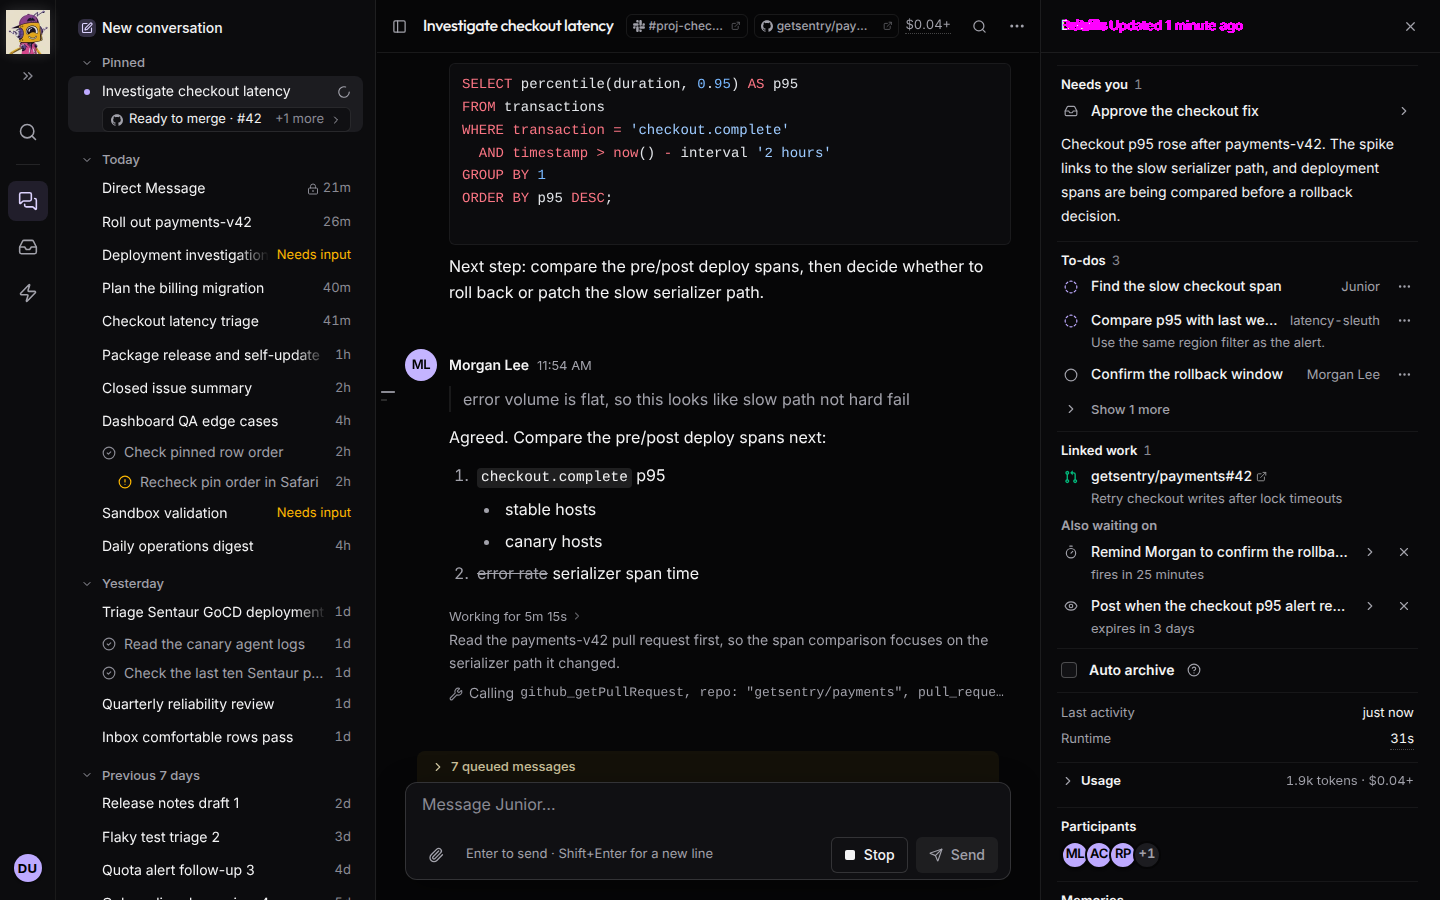 New conversation
Pinned
Investigate checkout latency
Ready to merge · #42 +1 more
Today
Direct Message 21m
Roll out payments-v42 26m
Deployment investigation Needs input
Plan the billing migration 40m
Checkout latency triage 41m
Package release and self-update 1h
Closed issue summary 2h
Dashboard QA edge cases 2h
Check pinned row order 2h
Recheck pin order in Safari 2h
Sandbox validation Needs input
Daily operations digest 4h
Yesterday
Triage Sentaur GoCD deployment 1d
Read the canary agent logs 1d
Check the last ten Sentaur p... 1d
Quarterly reliability review 1d
Inbox comfortable rows pass 1d
Previous 7 days
Release notes draft 1 2d
Flaky test triage 2 3d
Quota alert follow-up 3 4d
DU
Investigate checkout latency #proj-chec... getsentry/pay... $0.04+
SELECT percentile(duration, 0.95) AS p95
FROM transactions
WHERE transaction = 'checkout.complete'
AND timestamp > now() - interval '2 hours'
GROUP BY 1
ORDER BY p95 DESC;
Next step: compare the pre/post deploy spans, then decide whether to
roll back or patch the slow serializer path.
ML Morgan Lee 11:54 AM
error volume is flat, so this looks like slow path not hard fail
Agreed. Compare the pre/post deploy spans next:
1. checkout.complete p95
• stable hosts
• canary hosts
2. error rate serializer span time
Working for 5m 15s
Read the payments-v42 pull request first, so the span comparison focuses on the
serializer path it changed.
Calling github_getPullRequest, repo: "getsentry/payments", pull_reque...
7 queued messages
Message Junior...
Enter to send · Shift+Enter for a new line
Stop
Send
Updated 1 minute ago
Needs you 1
Approve the checkout fix
Checkout p95 rose after payments-v42. The spike
links to the slow serializer path, and deployment
spans are being compared before a rollback
decision.
To-dos 3
Find the slow checkout span Junior
Compare p95 with last we... latency-sleuth
Use the same region filter as the alert.
Confirm the rollback window Morgan Lee
Show 1 more
Linked work 1
getsentry/payments#42
Retry checkout writes after lock timeouts
Also waiting on
Remind Morgan to confirm the rollba...
fires in 25 minutes
Post when the checkout p95 alert re...
expires in 3 days
Auto archive
Last activity just now
Runtime 31s
Usage 1.9k tokens · $0.04+
Participants
ML AC RP +1